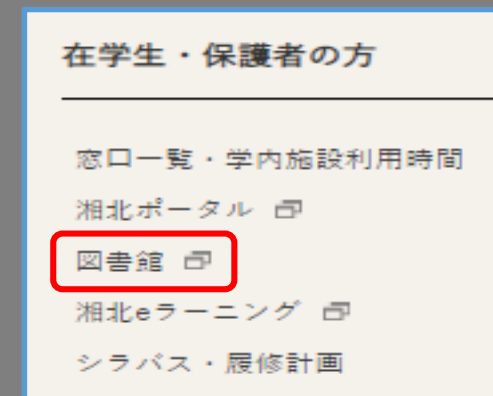 在学生・保護者の方
窓口一覧・学内施設利用時間
湘北ポータル
図書館
湘北eラーニング
シラバス・履修計画